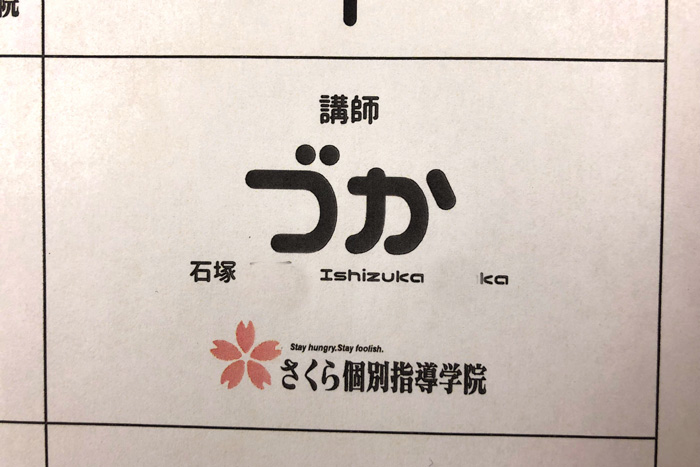 院
講師
づか
石塚 Ishizuka ka
Stay hungry.Stay foolish.
さくら個別指導学院